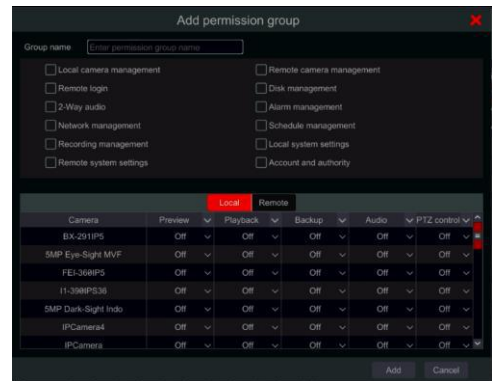 Add permission group
Group name Enter permission group name
Local camera management Remote camera management
Remote login Disk management
2-Way audio Alarm management
Network management Schedule management
Recording management Local system settings
Remote system settings Account and authority
Local Remote
Camera Preview Playback Backup Audio PTZ control
BX-291IP5 Off Off Off Off Off
5MP Eye-Sight MVF Off Off Off Off Off
FEI-360IP5 Off Off Off Off Off
I1-390IPS36 Off Off Off Off Off
5MP Dark-Sight Indo Off Off Off Off Off
IPCamera4 Off Off Off Off Off
IPCamera Off Off Off Off Off
Add Cancel